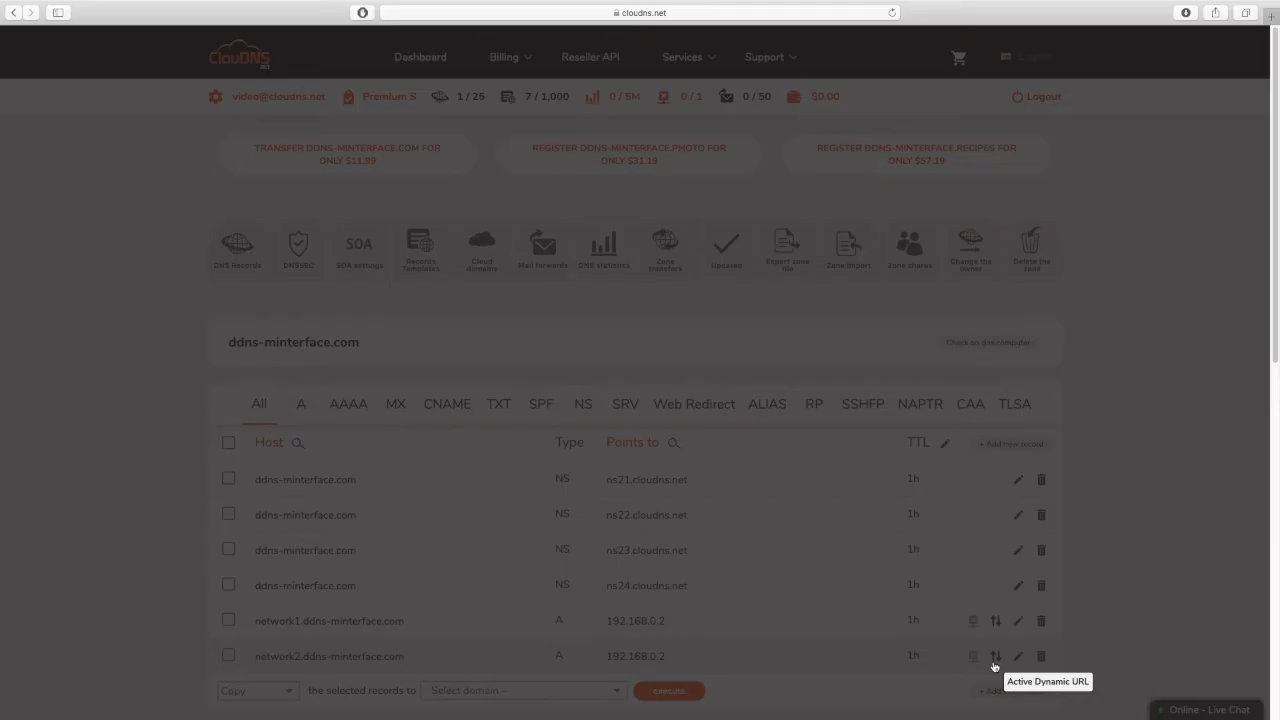 cloudns.net
ClouDNS
Dashboard Billing Reseller API Services Support
video@cloudns.net Premium S 1 / 25 7 / 1,000 0 / 5M 0 / 1 0 / 50 $0.00 Logout
TRANSFER DDNS-MINTERFACE.COM FOR
ONLY $11.99
REGISTER DDNS-MINTERFACE.PHOTO FOR
ONLY $31.19
REGISTER DDNS-MINTERFACE.RECIPES FOR
ONLY $57.19
DNS Records
DNSSEC
SOA
SOA settings
Records
Templates
Cloud
domains
Mail forwards
DNS statistics
Zone
transfers
Updated
Export zone
file
Zone import
Zone shares
Change the
owner
Delete the
zone
ddns-minterface.com
All A AAAA MX CNAME TXT SPF NS SRV Web Redirect ALIAS RP SSHFP NAPTR CAA TLSA
Host Type Points to TTL + Add new record
ddns-minterface.com NS ns21.cloudns.net 1h
ddns-minterface.com NS ns22.cloudns.net 1h
ddns-minterface.com NS ns23.cloudns.net 1h
ddns-minterface.com NS ns24.cloudns.net 1h
network1.ddns-minterface.com A 192.168.0.2 1h
network2.ddns-minterface.com A 192.168.0.2 1h
Active Dynamic URL
Copy the selected records to - Select domain - execute + Add
Online - Live Chat